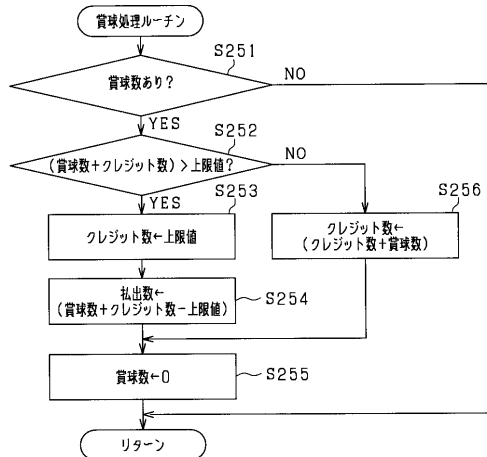 賞球処理ルーチン
S251
賞球数あり?
NO
YES
S252
(賞球数+クレジット数)>上限値?
NO
YES
S253
クレジット数←上限値
S256
クレジット数←
(クレジット数+賞球数)
払出数←
(賞球数+クレジット数-上限値)
S254
賞球数←0
S255
リターン